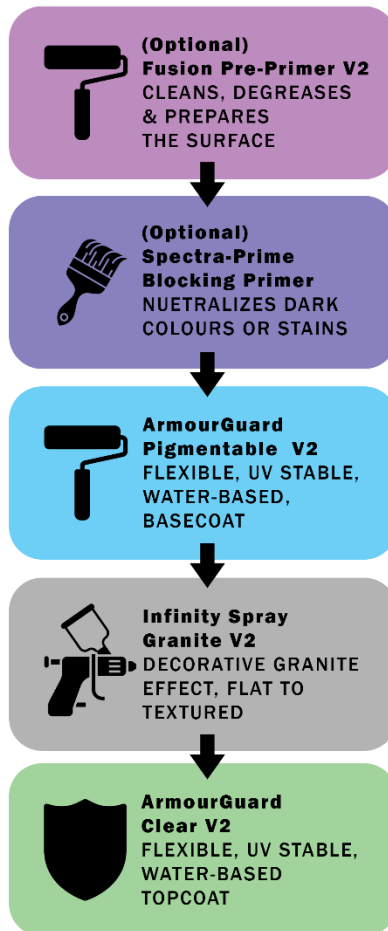 (Optional)
Fusion Pre-Primer V2
CLEANS, DEGREASES
& PREPARES
THE SURFACE
(Optional)
Spectra-Prime
Blocking Primer
NUETRALIZES DARK
COLOURS OR STAINS
ArmourGuard
Pigmentable V2
FLEXIBLE, UV STABLE,
WATER-BASED,
BASECOAT
Infinity Spray
Granite V2
DECORATIVE GRANITE
EFFECT, FLAT TO
TEXTURED
ArmourGuard
Clear V2
FLEXIBLE, UV STABLE,
WATER-BASED
TOPCOAT